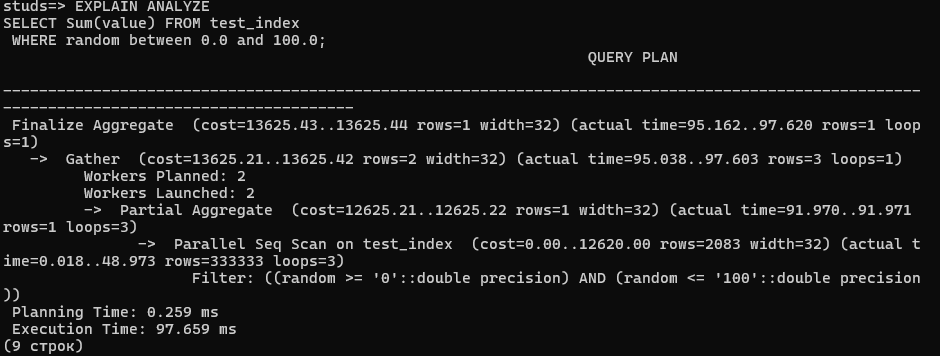 studs=> EXPLAIN ANALYZE
SELECT Sum(value) FROM test_index
 WHERE random between 0.0 and 100.0;
                                                                 QUERY PLAN

------------------------------------------------------------------------------------------------------
---------------------------------------
 Finalize Aggregate  (cost=13625.43..13625.44 rows=1 width=32) (actual time=95.162..97.620 rows=1 loop
s=1)
   ->  Gather  (cost=13625.21..13625.42 rows=2 width=32) (actual time=95.038..97.603 rows=3 loops=1)
         Workers Planned: 2
         Workers Launched: 2
         ->  Partial Aggregate  (cost=12625.21..12625.22 rows=1 width=32) (actual time=91.970..91.971
rows=1 loops=3)
               ->  Parallel Seq Scan on test_index  (cost=0.00..12620.00 rows=2083 width=32) (actual t
ime=0.018..48.973 rows=333333 loops=3)
                     Filter: ((random >= '0'::double precision) AND (random <= '100'::double precision
))
 Planning Time: 0.259 ms
 Execution Time: 97.659 ms
(9 строк)